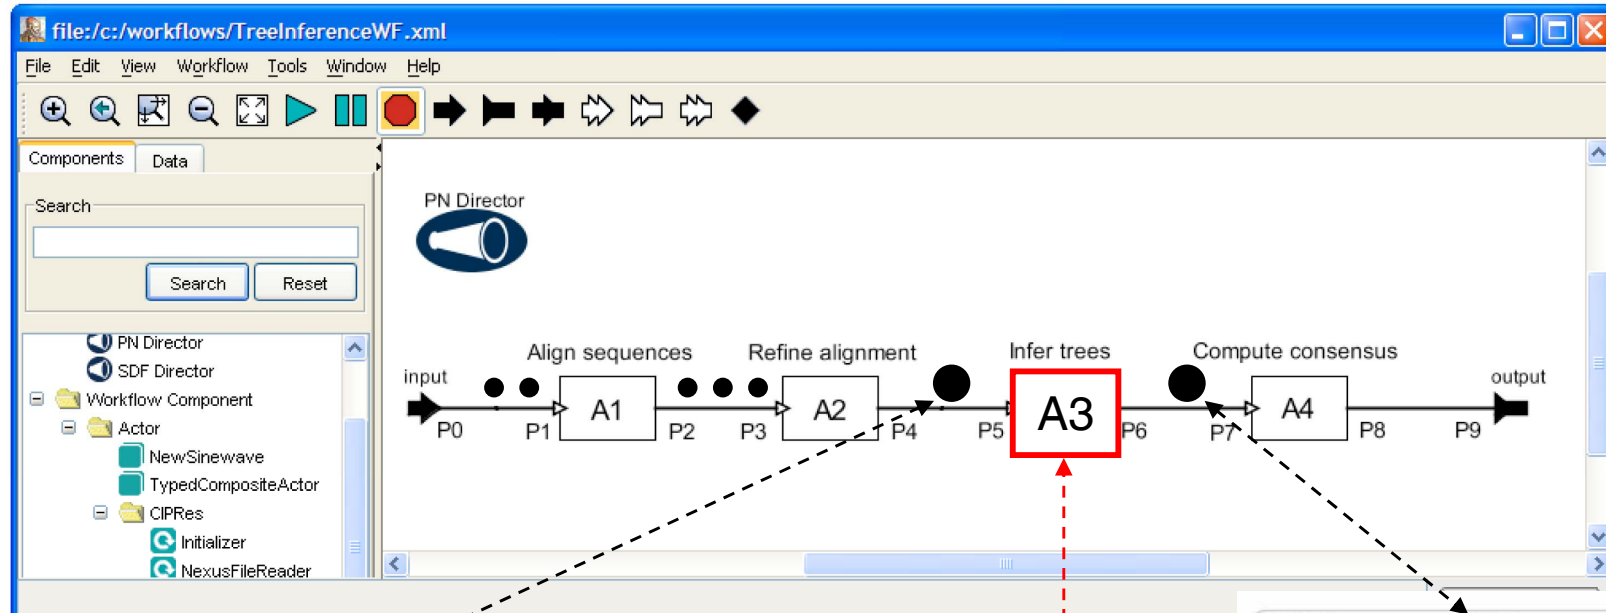 file:/c:/workflows/TreeInferenceWF.xml
File Edit View Workflow Tools Window Help
Components Data
Search
Search Reset
PN Director
SDF Director
Workflow Component
Actor
NewSinewave
TypedCompositeActor
CIPRes
Initializer
NexusFileReader
PN Director
Align sequences Refine alignment Infer trees Compute consensus
input output
A1 A2 A3 A4
P0 P1 P2 P3 P4 P5 P6 P7 P8 P9